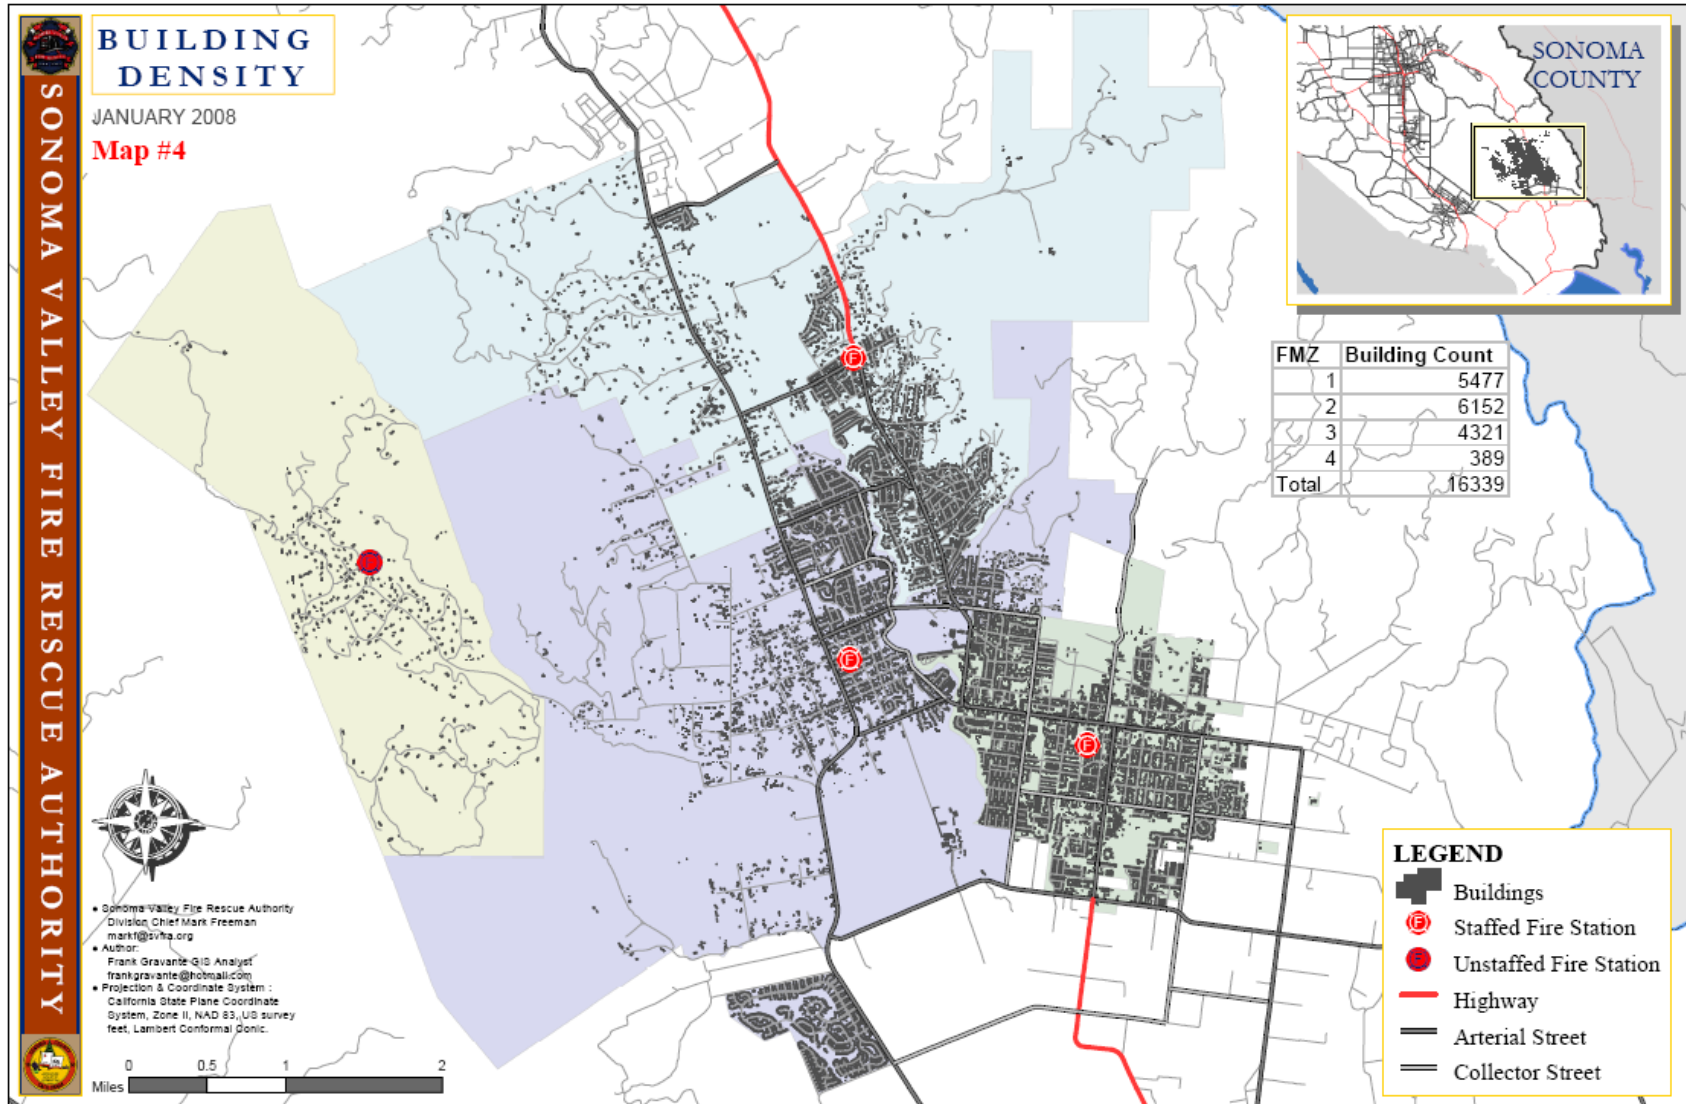 SONOMA VALLEY FIRE RESCUE AUTHORITY
BUILDING
DENSITY
JANUARY 2008
Map #4
SONOMA
COUNTY
FMZ Building Count
1 5477
2 6152
3 4321
4 389
Total 16339
F
F
F
• Sonoma Valley Fire Rescue Authority
Division Chief Mark Freeman
markf@svfra.org
• Author:
Frank Gravante GIS Analyst
frankgravante@hotmail.com
• Projection & Coordinate System :
California State Plane Coordinate
System, Zone II, NAD 83, US survey
feet, Lambert Conformal Conic.
0 0.5 1 2
Miles
LEGEND
Buildings
F Staffed Fire Station
F Unstaffed Fire Station
Highway
Arterial Street
Collector Street